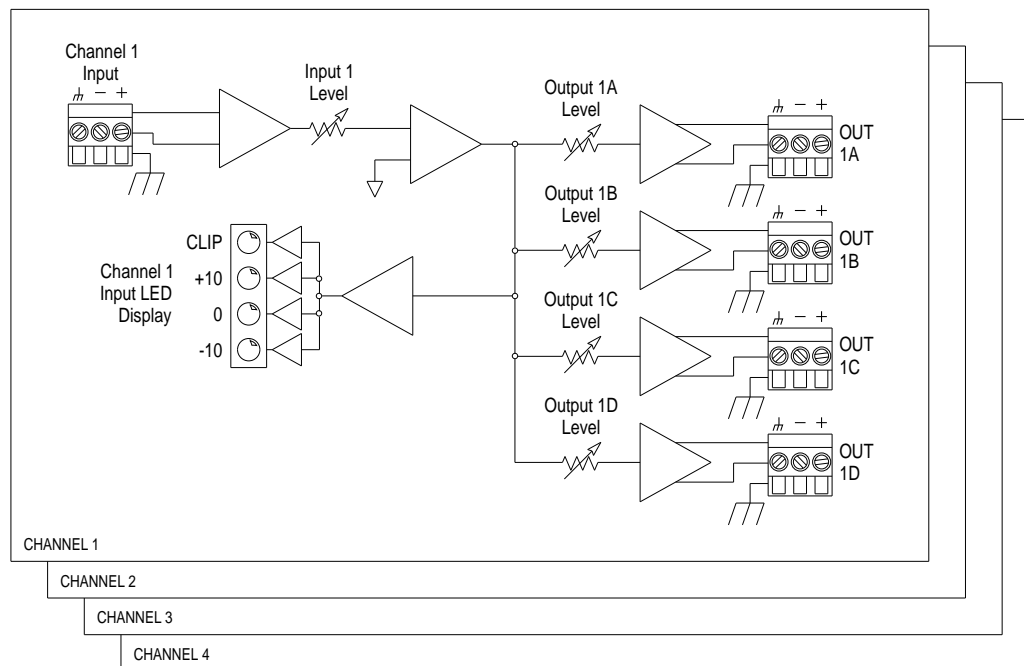 Channel 1
Input
− +
Input 1
Level
Output 1A
Level
− +
OUT
1A
Output 1B
Level
− +
OUT
1B
CLIP
+10
0
-10
Channel 1
Input LED
Display
Output 1C
Level
− +
OUT
1C
Output 1D
Level
− +
OUT
1D
CHANNEL 1
CHANNEL 2
CHANNEL 3
CHANNEL 4